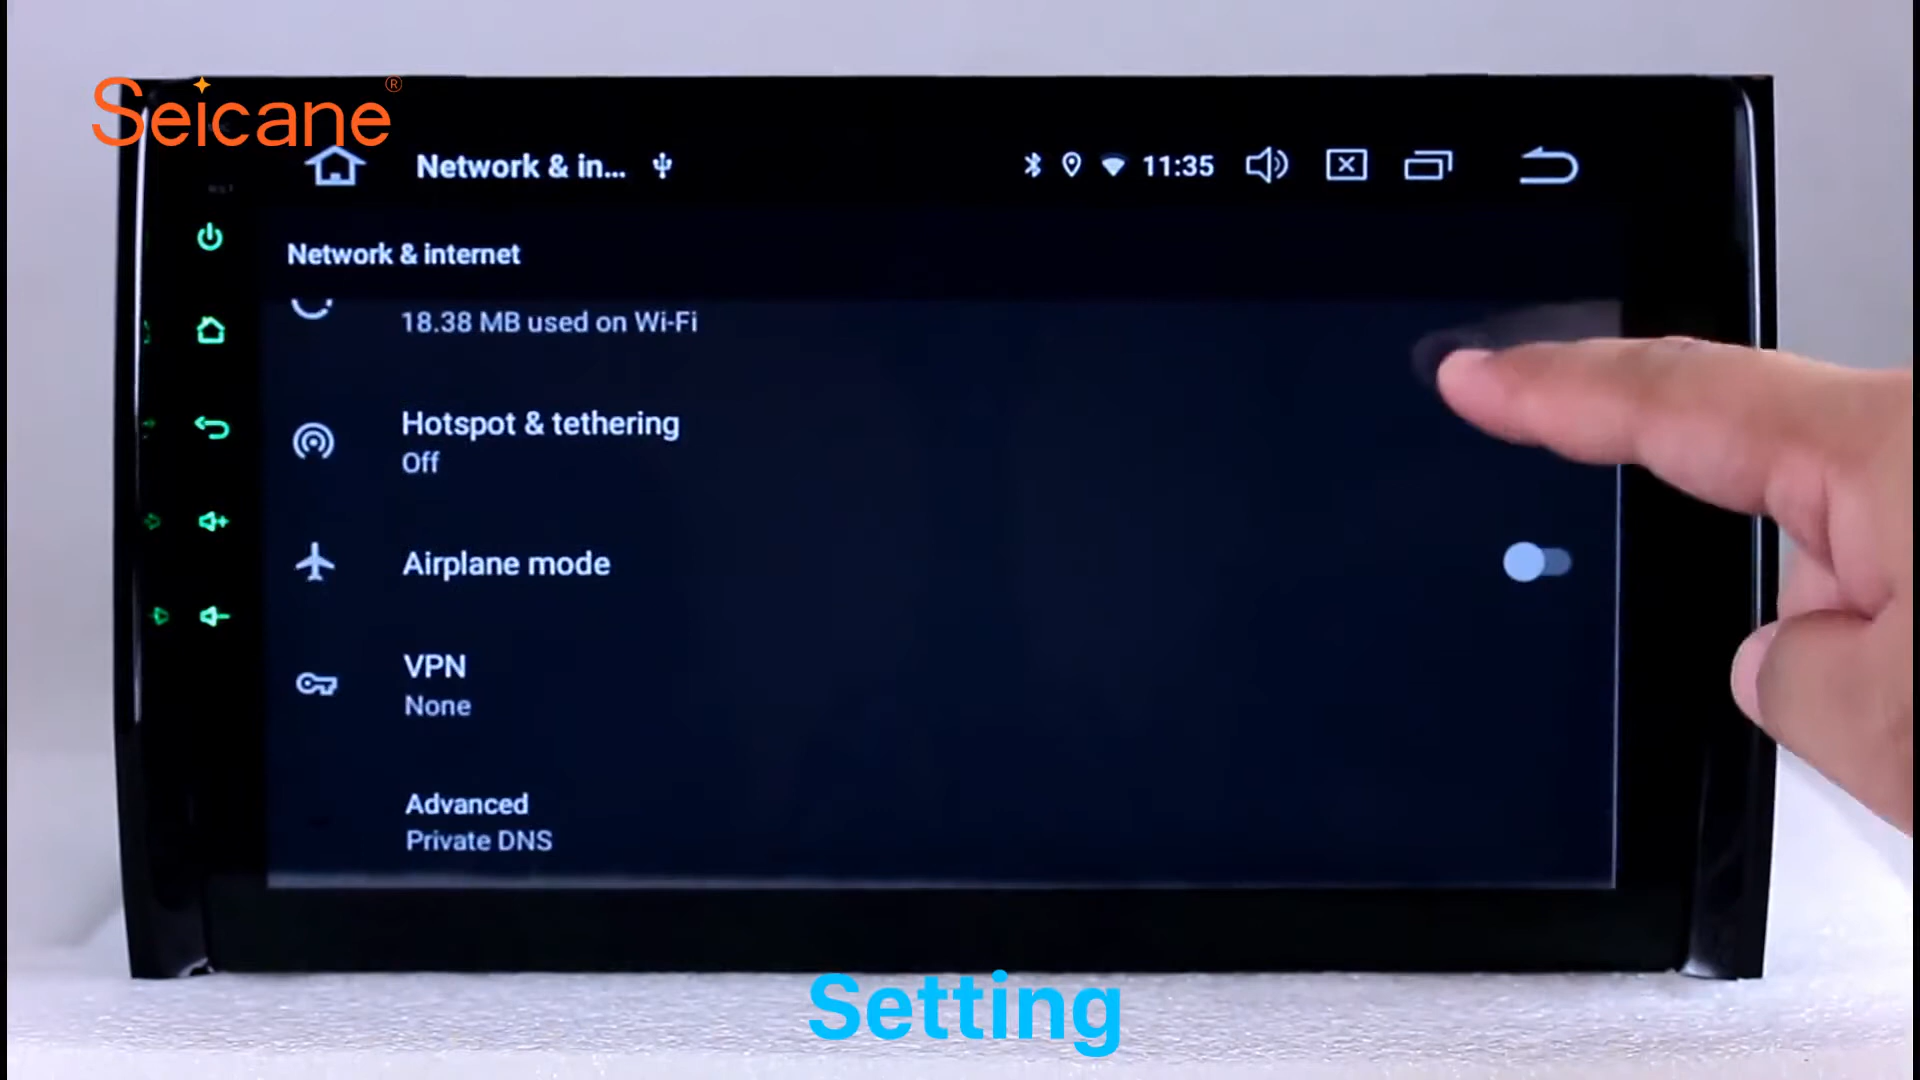 Seicane®
Network & in... 11:35
RST
Network & internet
18.38 MB used on Wi-Fi
Hotspot & tethering
Off
Airplane mode
VPN
None
Advanced
Private DNS
Setting